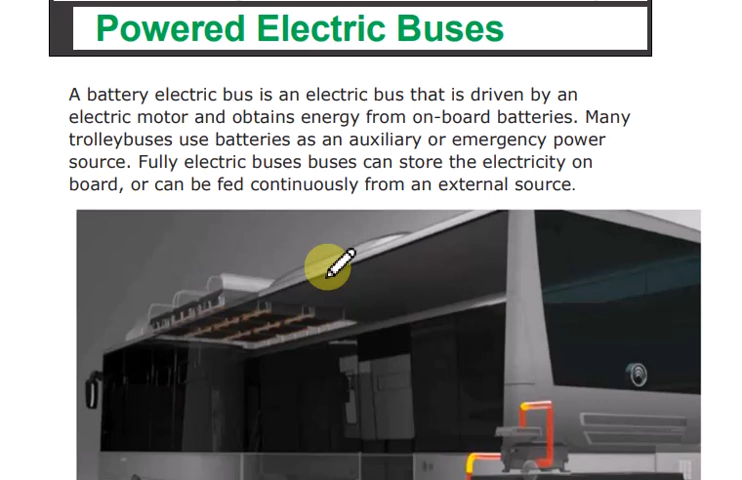 Powered Electric Buses
A battery electric bus is an electric bus that is driven by an
electric motor and obtains energy from on-board batteries. Many
trolleybuses use batteries as an auxiliary or emergency power
source. Fully electric buses buses can store the electricity on
board, or can be fed continuously from an external source.